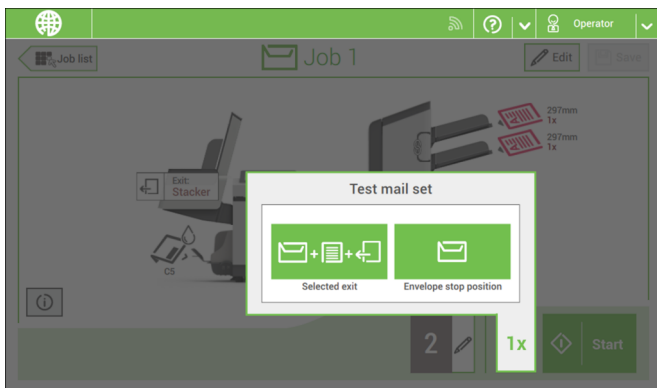 Operator
Job list
Job 1
Edit
Save
297mm
1x
297mm
1x
Exit:
Stacker
CS
Test mail set
Selected exit
Envelope stop position
2
1x
Start